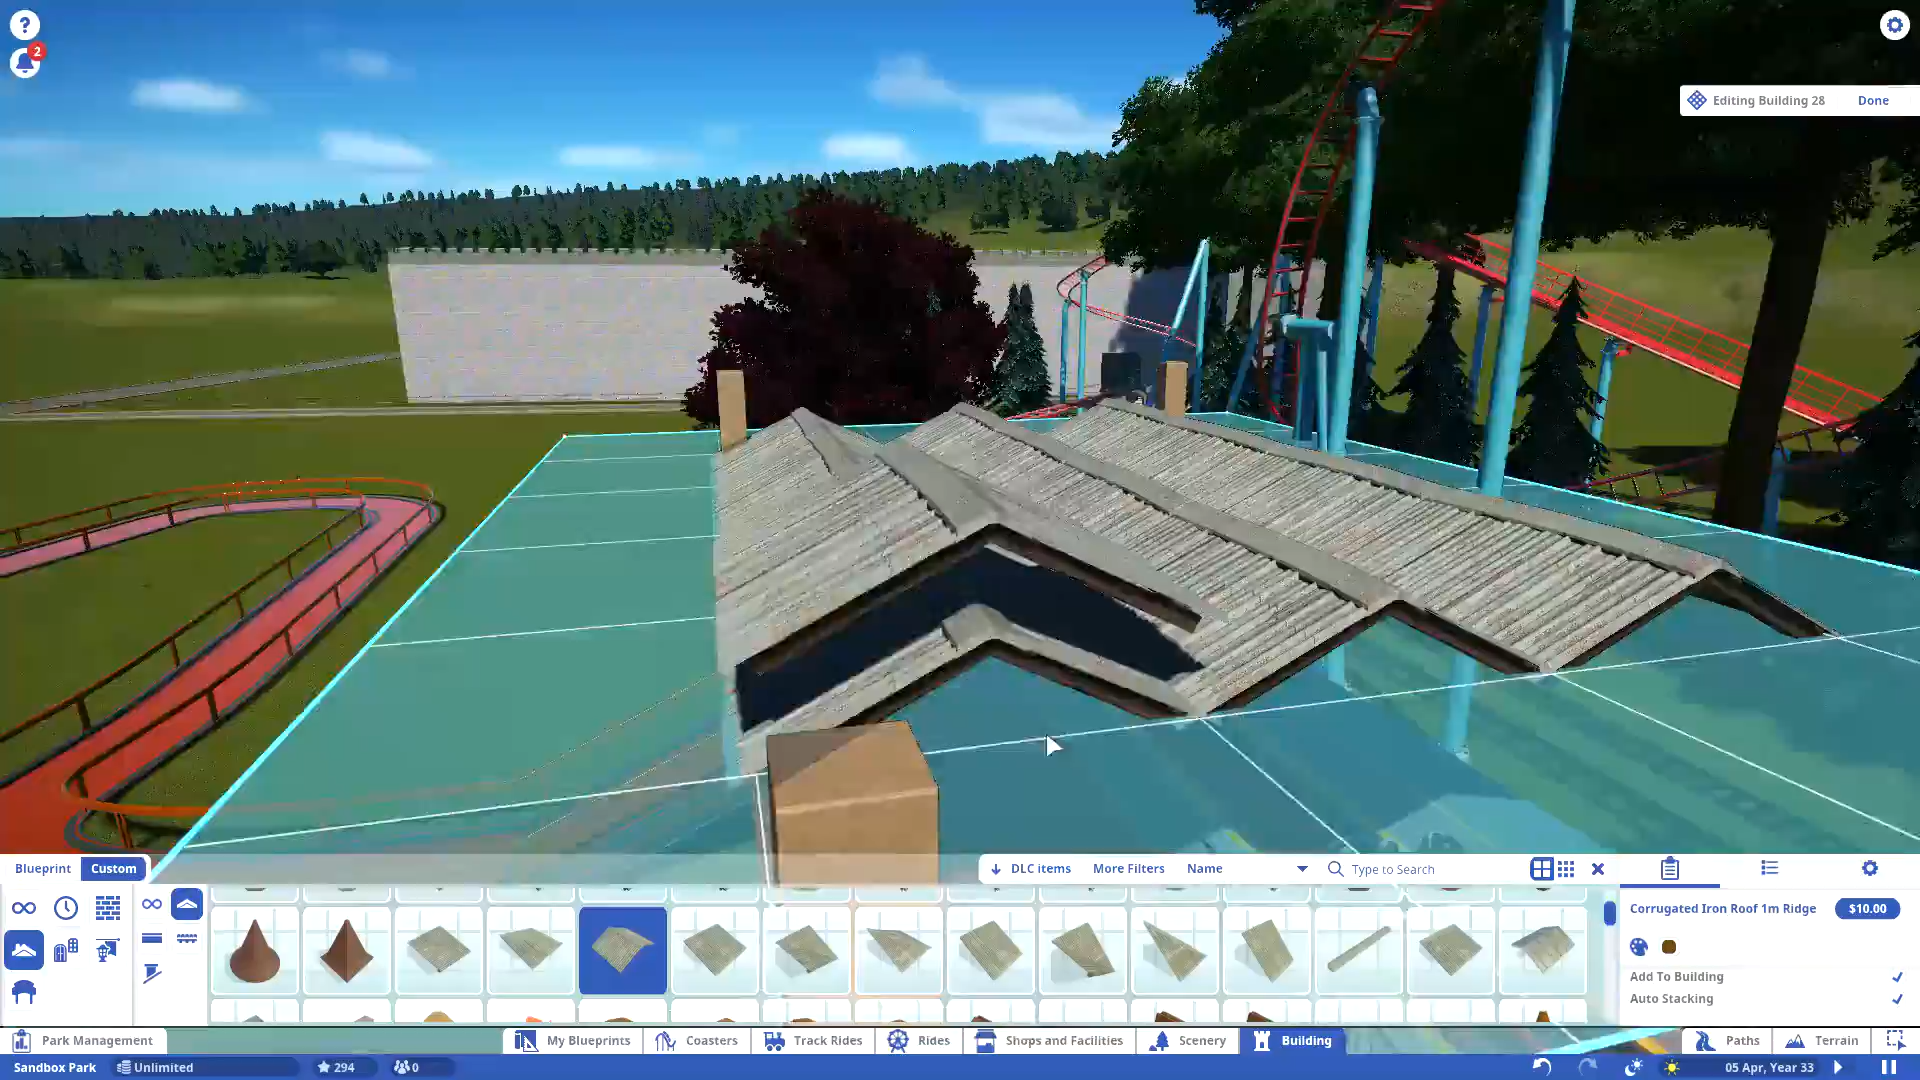 ?
2
Editing Building 28
Done
Blueprint
Custom
DLC items
More Filters
Name
Type to Search
Corrugated Iron Roof 1m Ridge
$10.00
Add To Building
Auto Stacking
Park Management
My Blueprints
Coasters
Track Rides
Rides
Shops and Facilities
Scenery
Building
Paths
Terrain
Sandbox Park
Unlimited
294
0
05 Apr, Year 33